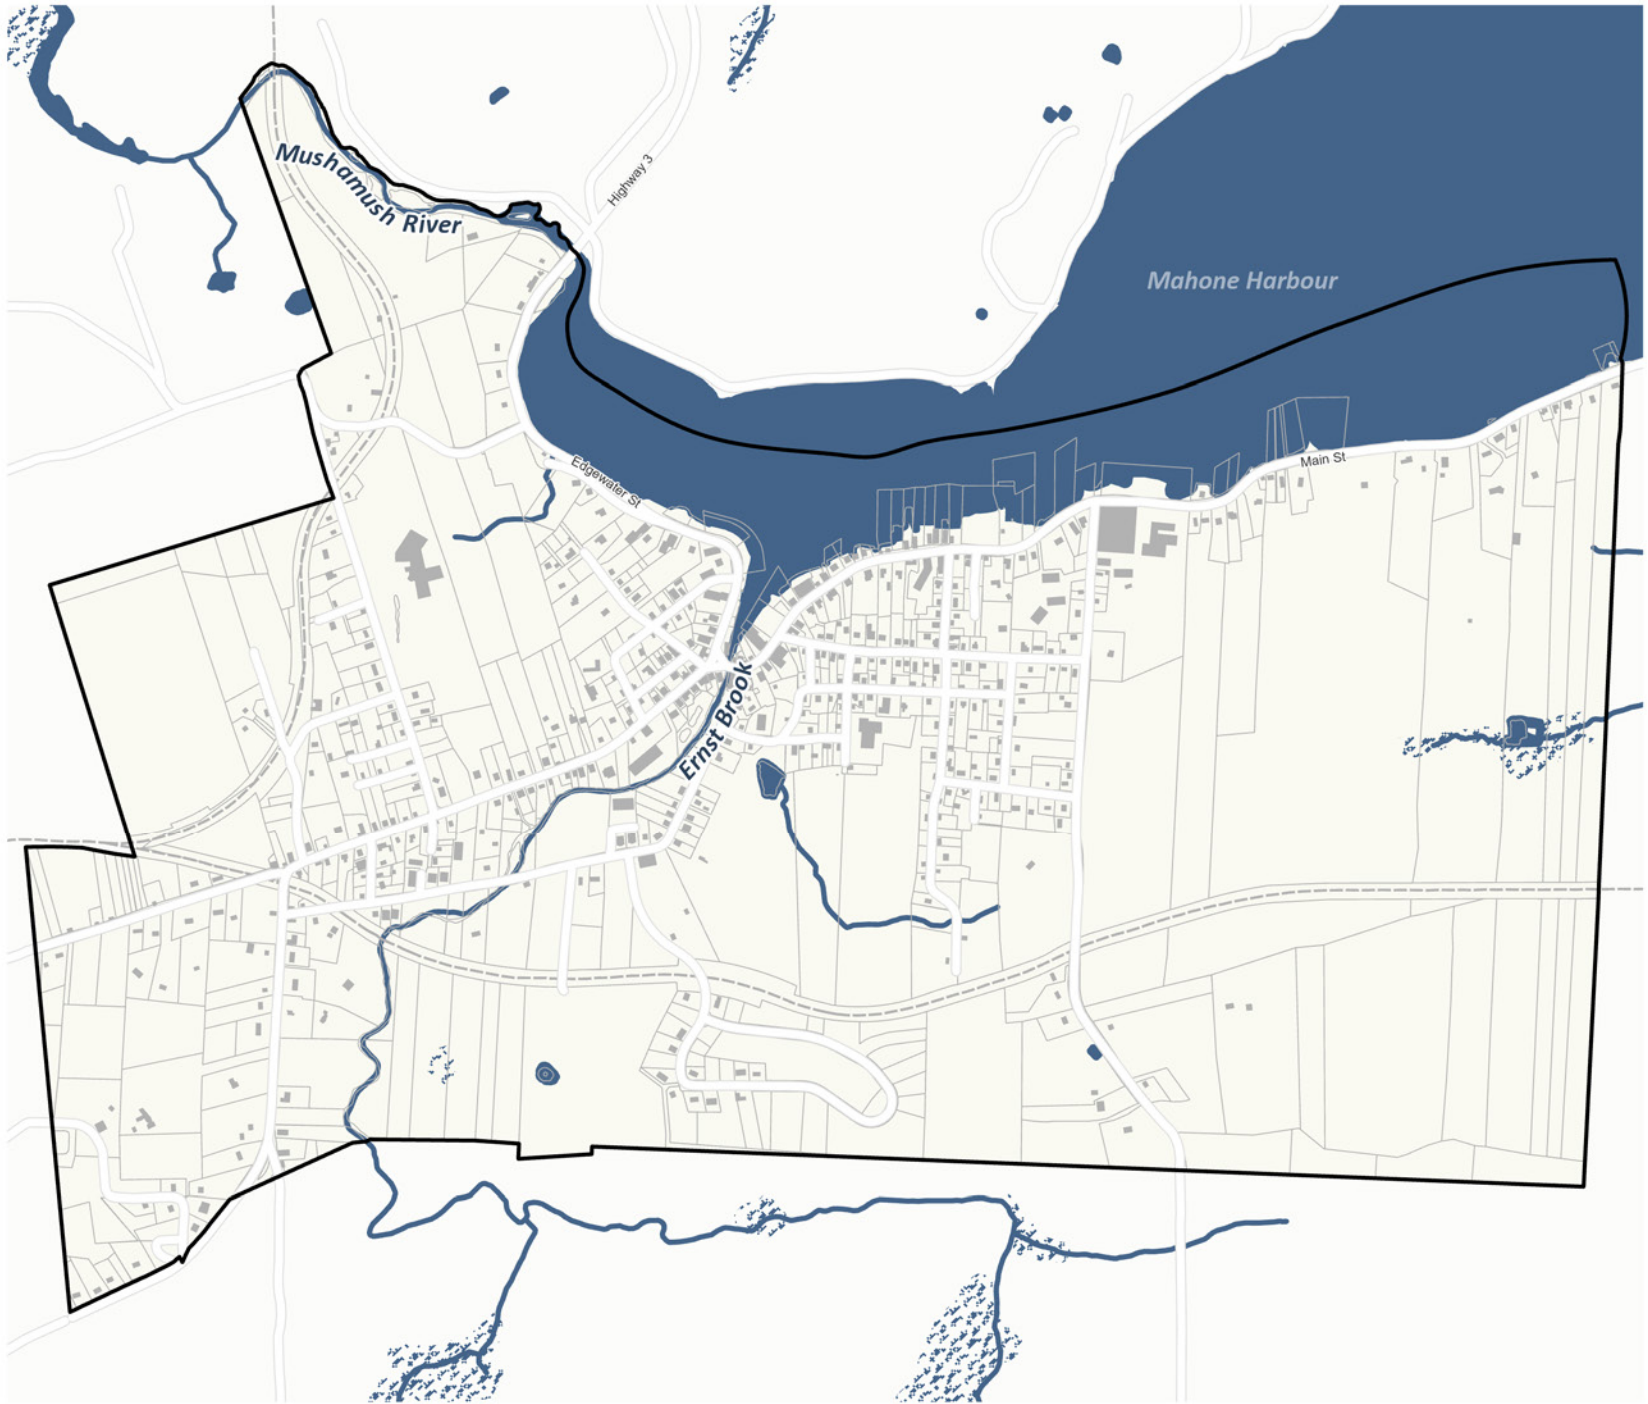 Mushamush River
Highway 3
Mahone Harbour
Edgewater St
Main St
Ernst Brook